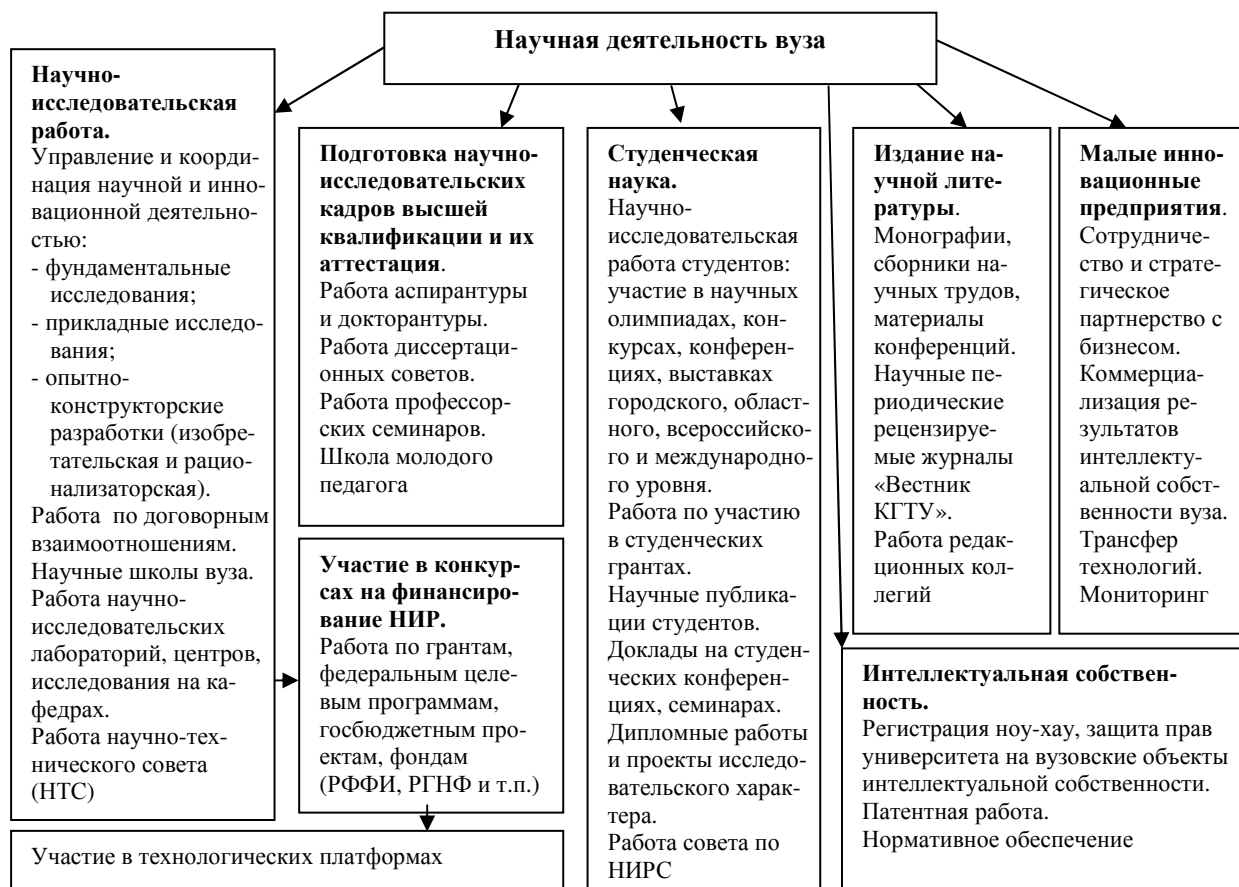 Научная деятельность вуза
Научно-
исследовательская
работа.
Управление и коорди-
нация научной и инно-
вационной деятельно-
стью:
- фундаментальные
исследования;
- прикладные исследо-
вания;
- опытно-
конструкторские
разработки (изобре-
тательская и рацио-
нализаторская).
Работа по договорным
взаимоотношениям.
Научные школы вуза.
Работа научно-
исследовательских
лабораторий, центров,
исследования на ка-
федрах.
Работа научно-тех-
нического совета
(НТС)
Подготовка научно-
исследовательских
кадров высшей
квалификации и их
аттестация.
Работа аспирантуры
и докторантуры.
Работа диссертаци-
онных советов.
Работа профессор-
ских семинаров.
Школа молодого
педагога
Участие в конкур-
сах на финансиро-
вание НИР.
Работа по грантам,
федеральным целе-
вым программам,
госбюджетным про-
ектам, фондам
(РФФИ, РГНФ и т.п.)
Участие в технологических платформах
Студенческая
наука.
Научно-
исследовательская
работа студентов:
участие в научных
олимпиадах, кон-
курсах, конферен-
циях, выставках
городского, област-
ного, всероссийско-
го и международно-
го уровня.
Работа по участию
в студенческих
грантах.
Научные публика-
ции студентов.
Доклады на студен-
ческих конферен-
циях, семинарах.
Дипломные работы
и проекты исследо-
вательского харак-
тера.
Работа совета по
НИРС
Издание на-
учной лите-
ратуры.
Монографии,
сборники на-
учных трудов,
материалы
конференций.
Научные пе-
риодические
рецензируе-
мые журналы
«Вестник
КГТУ».
Работа редак-
ционных кол-
легий
Малые инно-
вационные
предприятия.
Сотрудниче-
ство и страте-
гическое
партнерство с
бизнесом.
Коммерциа-
лизация ре-
зультатов
интеллекту-
альной собст-
венности вуза.
Трансфер
технологий.
Мониторинг
Интеллектуальная собствен-
ность.
Регистрация ноу-хау, защита прав
университета на вузовские объекты
интеллектуальной собственности.
Патентная работа.
Нормативное обеспечение